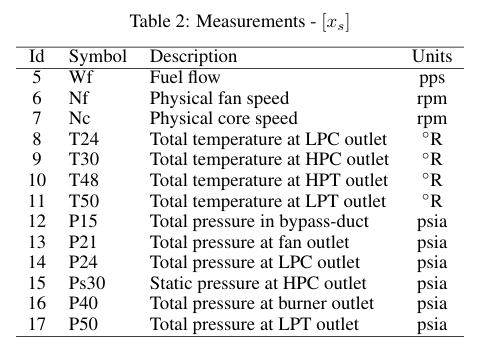 Table 2: Measurements - [x_s]
Id Symbol Description Units
5 Wf Fuel flow pps
6 Nf Physical fan speed rpm
7 Nc Physical core speed rpm
8 T24 Total temperature at LPC outlet °R
9 T30 Total temperature at HPC outlet °R
10 T48 Total temperature at HPT outlet °R
11 T50 Total temperature at LPT outlet °R
12 P15 Total pressure in bypass-duct psia
13 P21 Total pressure at fan outlet psia
14 P24 Total pressure at LPC outlet psia
15 Ps30 Static pressure at HPC outlet psia
16 P40 Total pressure at burner outlet psia
17 P50 Total pressure at LPT outlet psia